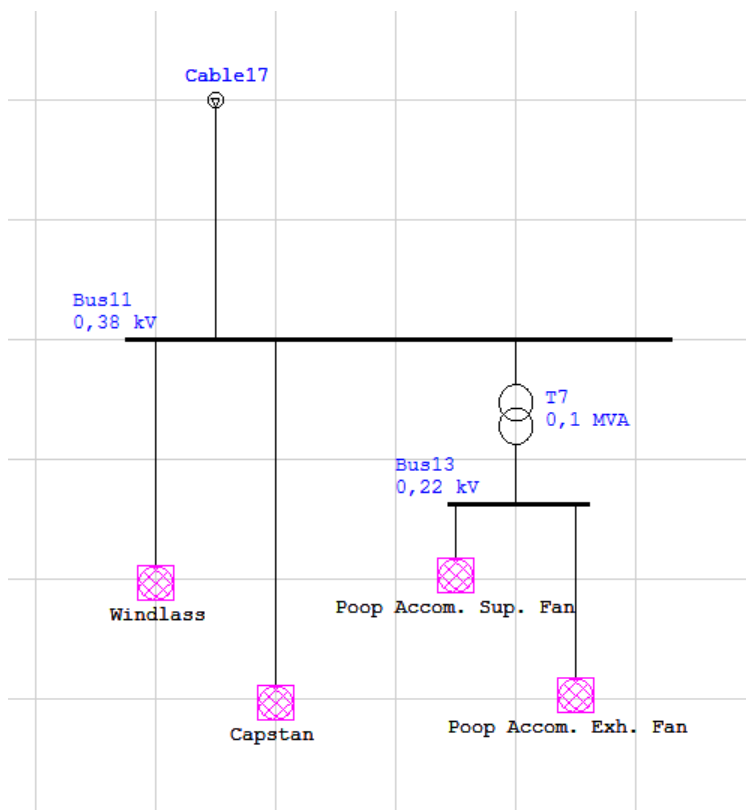 Cable17
Bus11
0,38 kV
T7
0,1 MVA
Bus13
0,22 kV
Windlass
Poop Accom. Sup. Fan
Capstan
Poop Accom. Exh. Fan